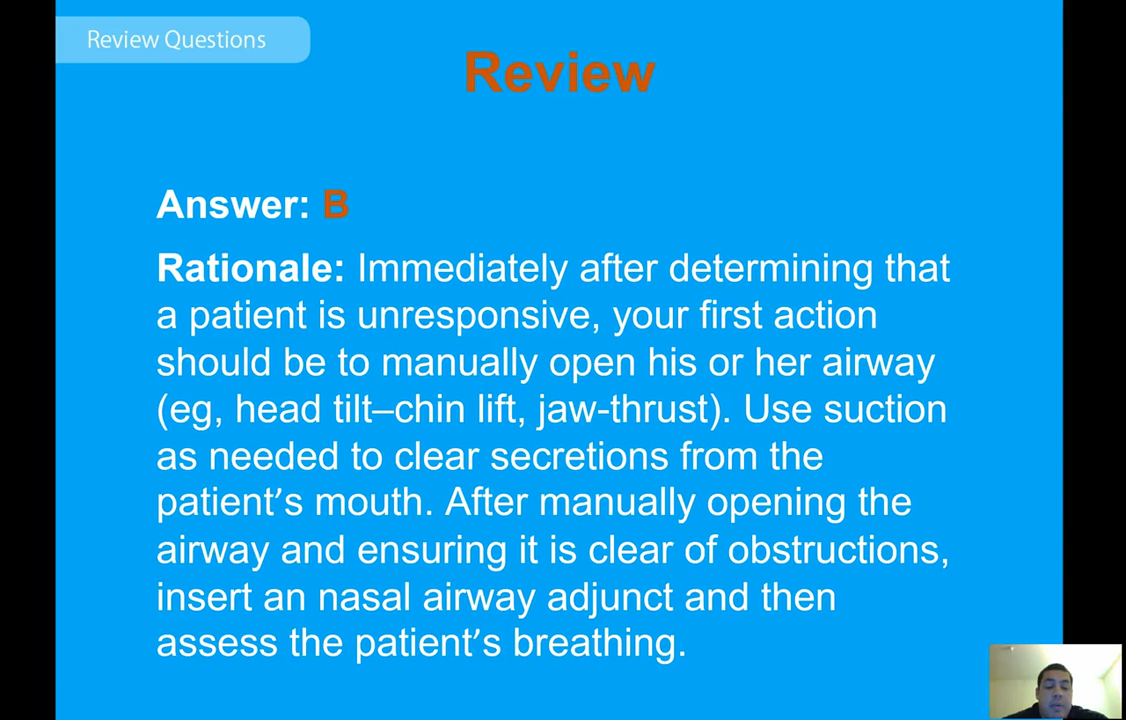 Review Questions
Review
Answer: B
Rationale: Immediately after determining that
a patient is unresponsive, your first action
should be to manually open his or her airway
(eg, head tilt–chin lift, jaw-thrust). Use suction
as needed to clear secretions from the
patient’s mouth. After manually opening the
airway and ensuring it is clear of obstructions,
insert an nasal airway adjunct and then
assess the patient’s breathing.